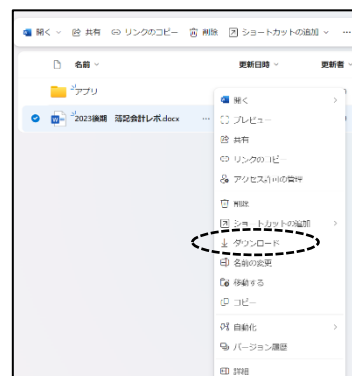 開く 共有 リンクのコピー 削除 ショートカットの追加 ...
名前 更新日時 更新者
アプリ
2023後期 簿記会計レポ.docx ...
開く
プレビュー
共有
リンクのコピー
アクセス許可の管理
削除
ショートカットの追加
ダウンロード
名前の変更
移動する
コピー
自動化
バージョン履歴
詳細